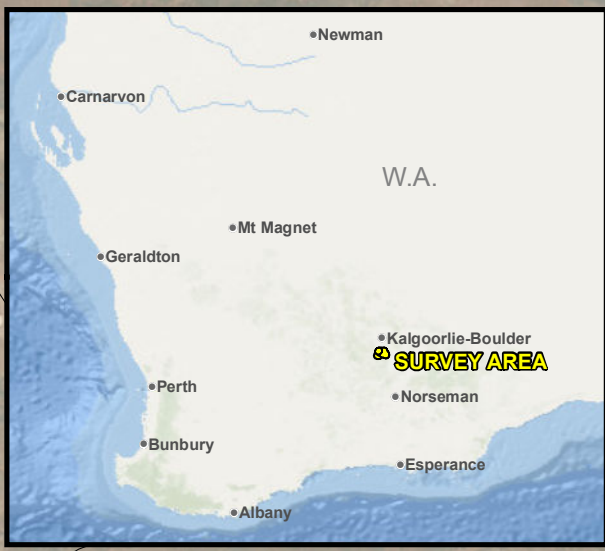 Newman
Carnarvon
W.A.
Mt Magnet
Geraldton
Kalgoorlie-Boulder
SURVEY AREA
Perth
Norseman
Bunbury
Esperance
Albany